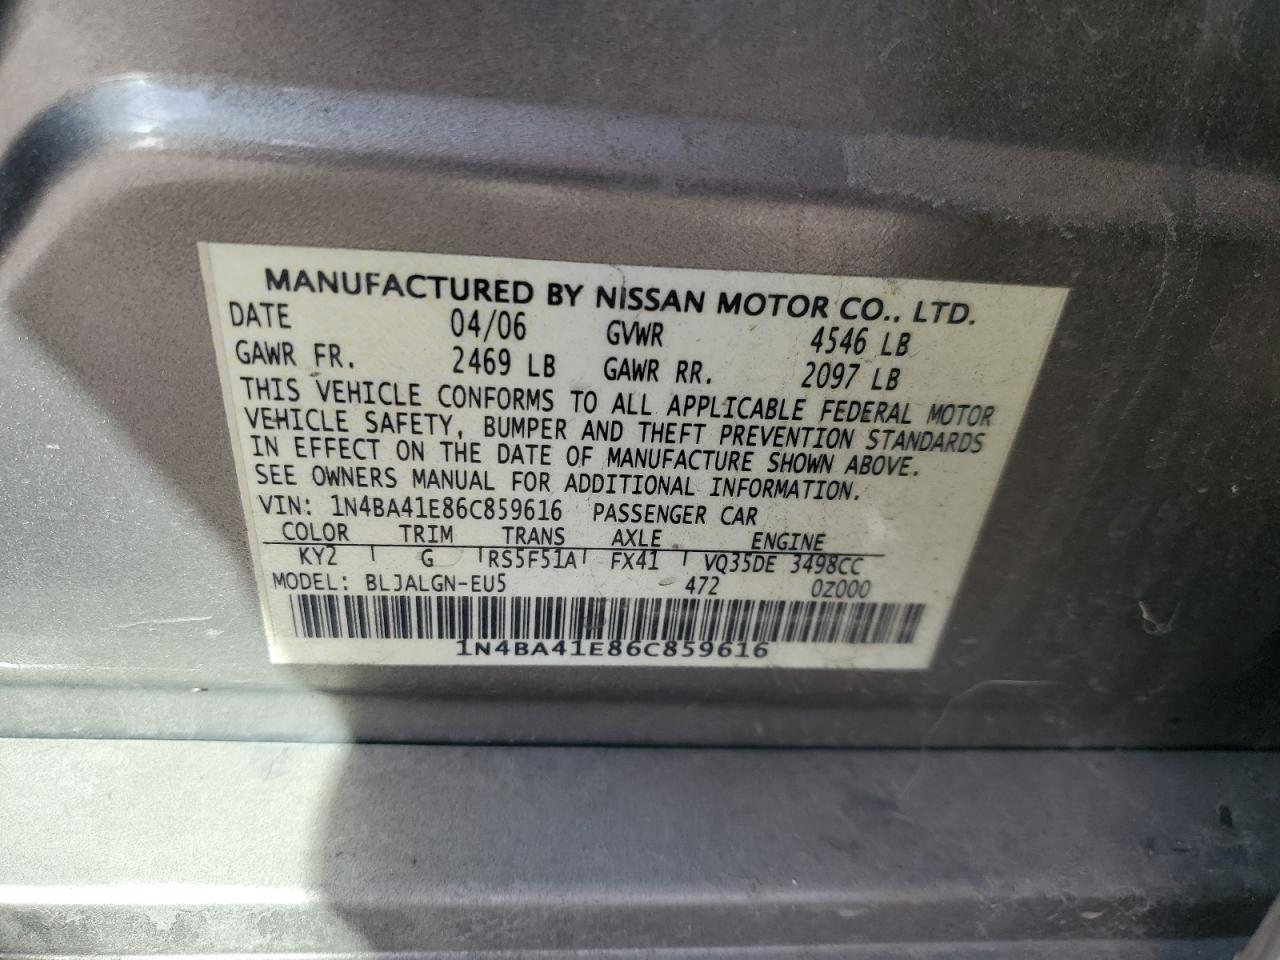 MANUFACTURED BY NISSAN MOTOR CO., LTD.
DATE 04/06 GVWR 4546 LB
GAWR FR. 2469 LB GAWR RR. 2097 LB
THIS VEHICLE CONFORMS TO ALL APPLICABLE FEDERAL MOTOR
VEHICLE SAFETY, BUMPER AND THEFT PREVENTION STANDARDS
IN EFFECT ON THE DATE OF MANUFACTURE SHOWN ABOVE.
SEE OWNERS MANUAL FOR ADDITIONAL INFORMATION.
VIN: 1N4BA41E86C859616 PASSENGER CAR
COLOR TRIM TRANS AXLE ENGINE
KY2 G RS5F51A FX41 VQ35DE 3498CC
MODEL: BLJALGN-EU5 472 0Z000
1N4BA41E86C859616